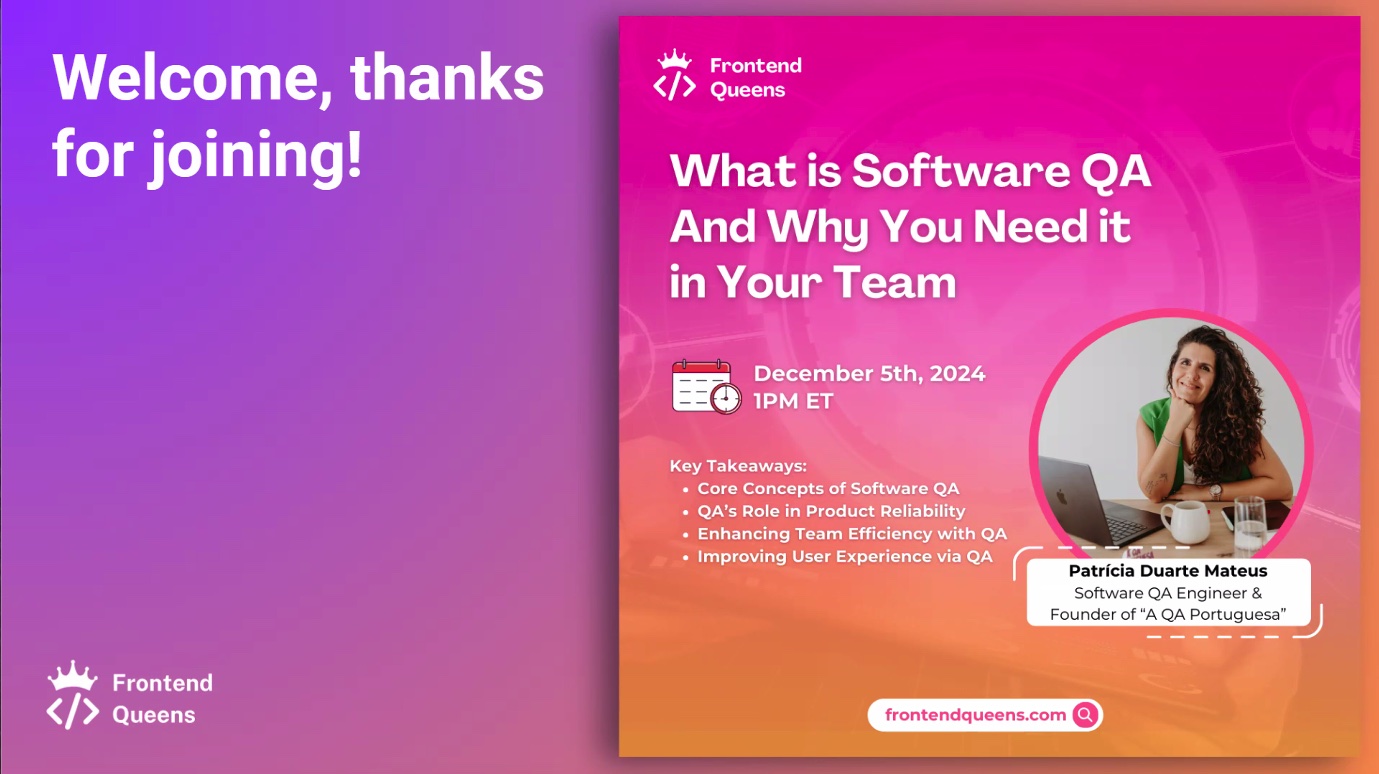 Welcome, thanks
for joining!
Frontend
Queens
Frontend
Queens
What is Software QA
And Why You Need it
in Your Team
December 5th, 2024
1PM ET
Key Takeaways:
• Core Concepts of Software QA
• QA's Role in Product Reliability
• Enhancing Team Efficiency with QA
• Improving User Experience via QA
Patrícia Duarte Mateus
Software QA Engineer &
Founder of “A QA Portuguesa”
frontendqueens.com